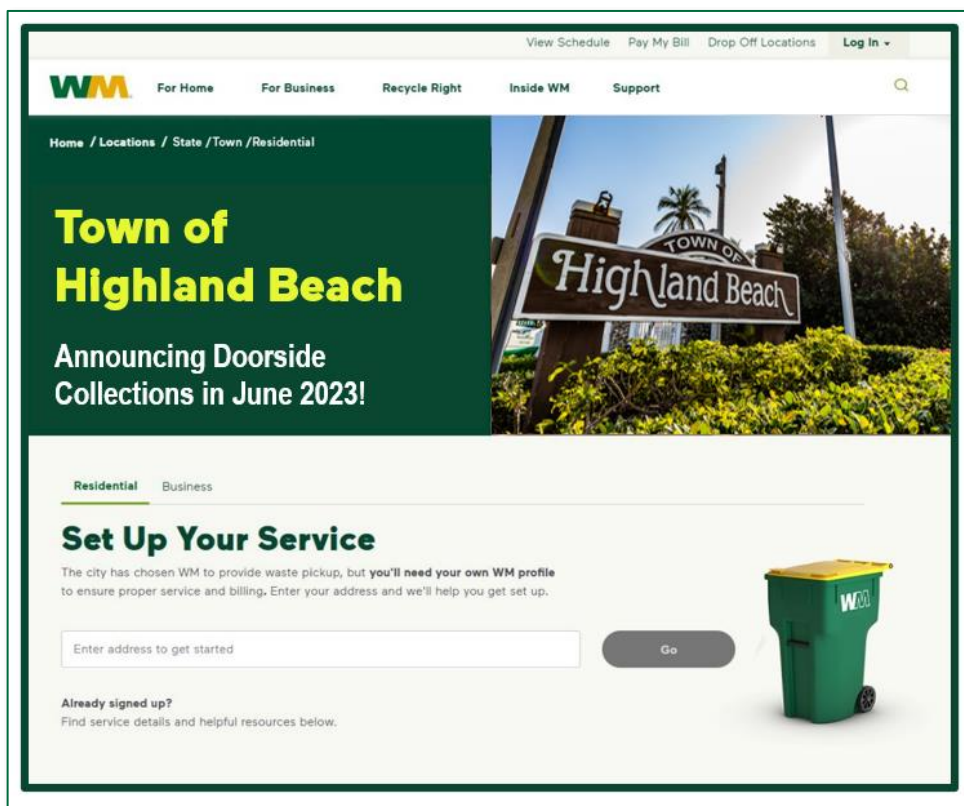 View Schedule Pay My Bill Drop Off Locations Log In
WM For Home For Business Recycle Right Inside WM Support
Home / Locations / State /Town /Residential
Town of
Highland Beach
Announcing Doorside
Collections in June 2023!
TOWN OF
Highland Beach
Residential Business
Set Up Your Service
The city has chosen WM to provide waste pickup, but you'll need your own WM profile
to ensure proper service and billing. Enter your address and we'll help you get set up.
Enter address to get started
Go
WM
Already signed up?
Find service details and helpful resources below.